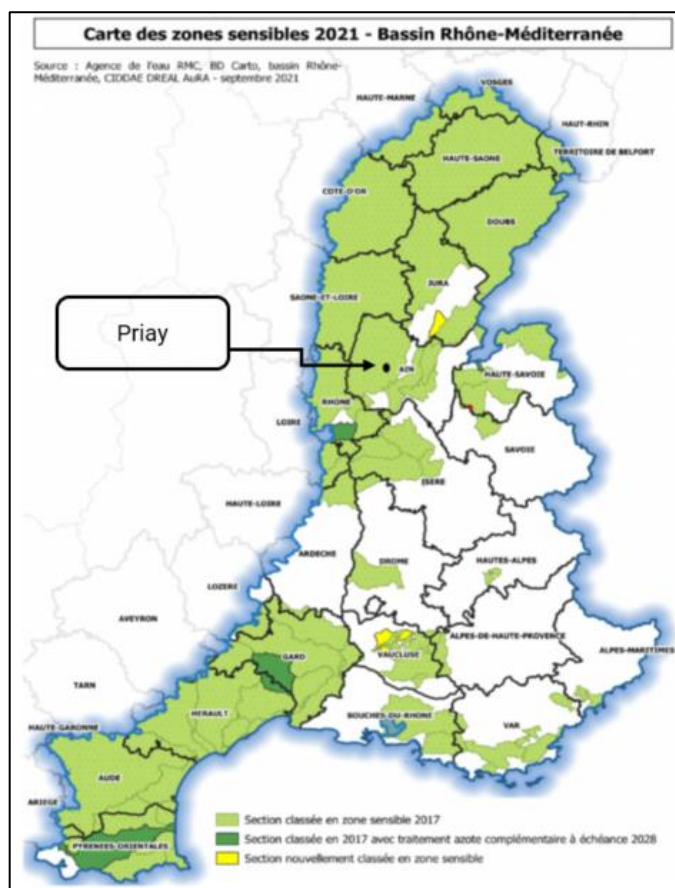 Carte des zones sensibles 2021 - Bassin Rhône-Méditerranée
Source : Agence de l'eau RMC, BD Carto, bassin Rhône-
Méditerranée, CIDDAE DREAL AuRA - septembre 2021
VOSGES
HAUTE-MARNE
HAUT-RHIN
TERRITOIRE DE BELFORT
HAUTE-SAONE
COTE-D'OR
DOUBS
JURA
SAONE-ET-LOIRE
Priay
AIN
HAUTE-SAVOIE
RHONE
LOIRE
SAVOIE
ISERE
HAUTE-LOIRE
ARDECHE
DROME
HAUTES-ALPES
LOZERE
AVEYRON
ALPES-DE-HAUTE-PROVENCE
ALPES-MARITIMES
GARD
VAUCLUSE
TARN
HERAULT
BOUCHES-DU-RHONE
VAR
HAUTE-GARONNE
AUDE
ARIEGE
PYRENEES-ORIENTALES
Section classée en zone sensible 2017
Section classée en 2017 avec traitement azote complémentaire à échéance 2028
Section nouvellement classée en zone sensible